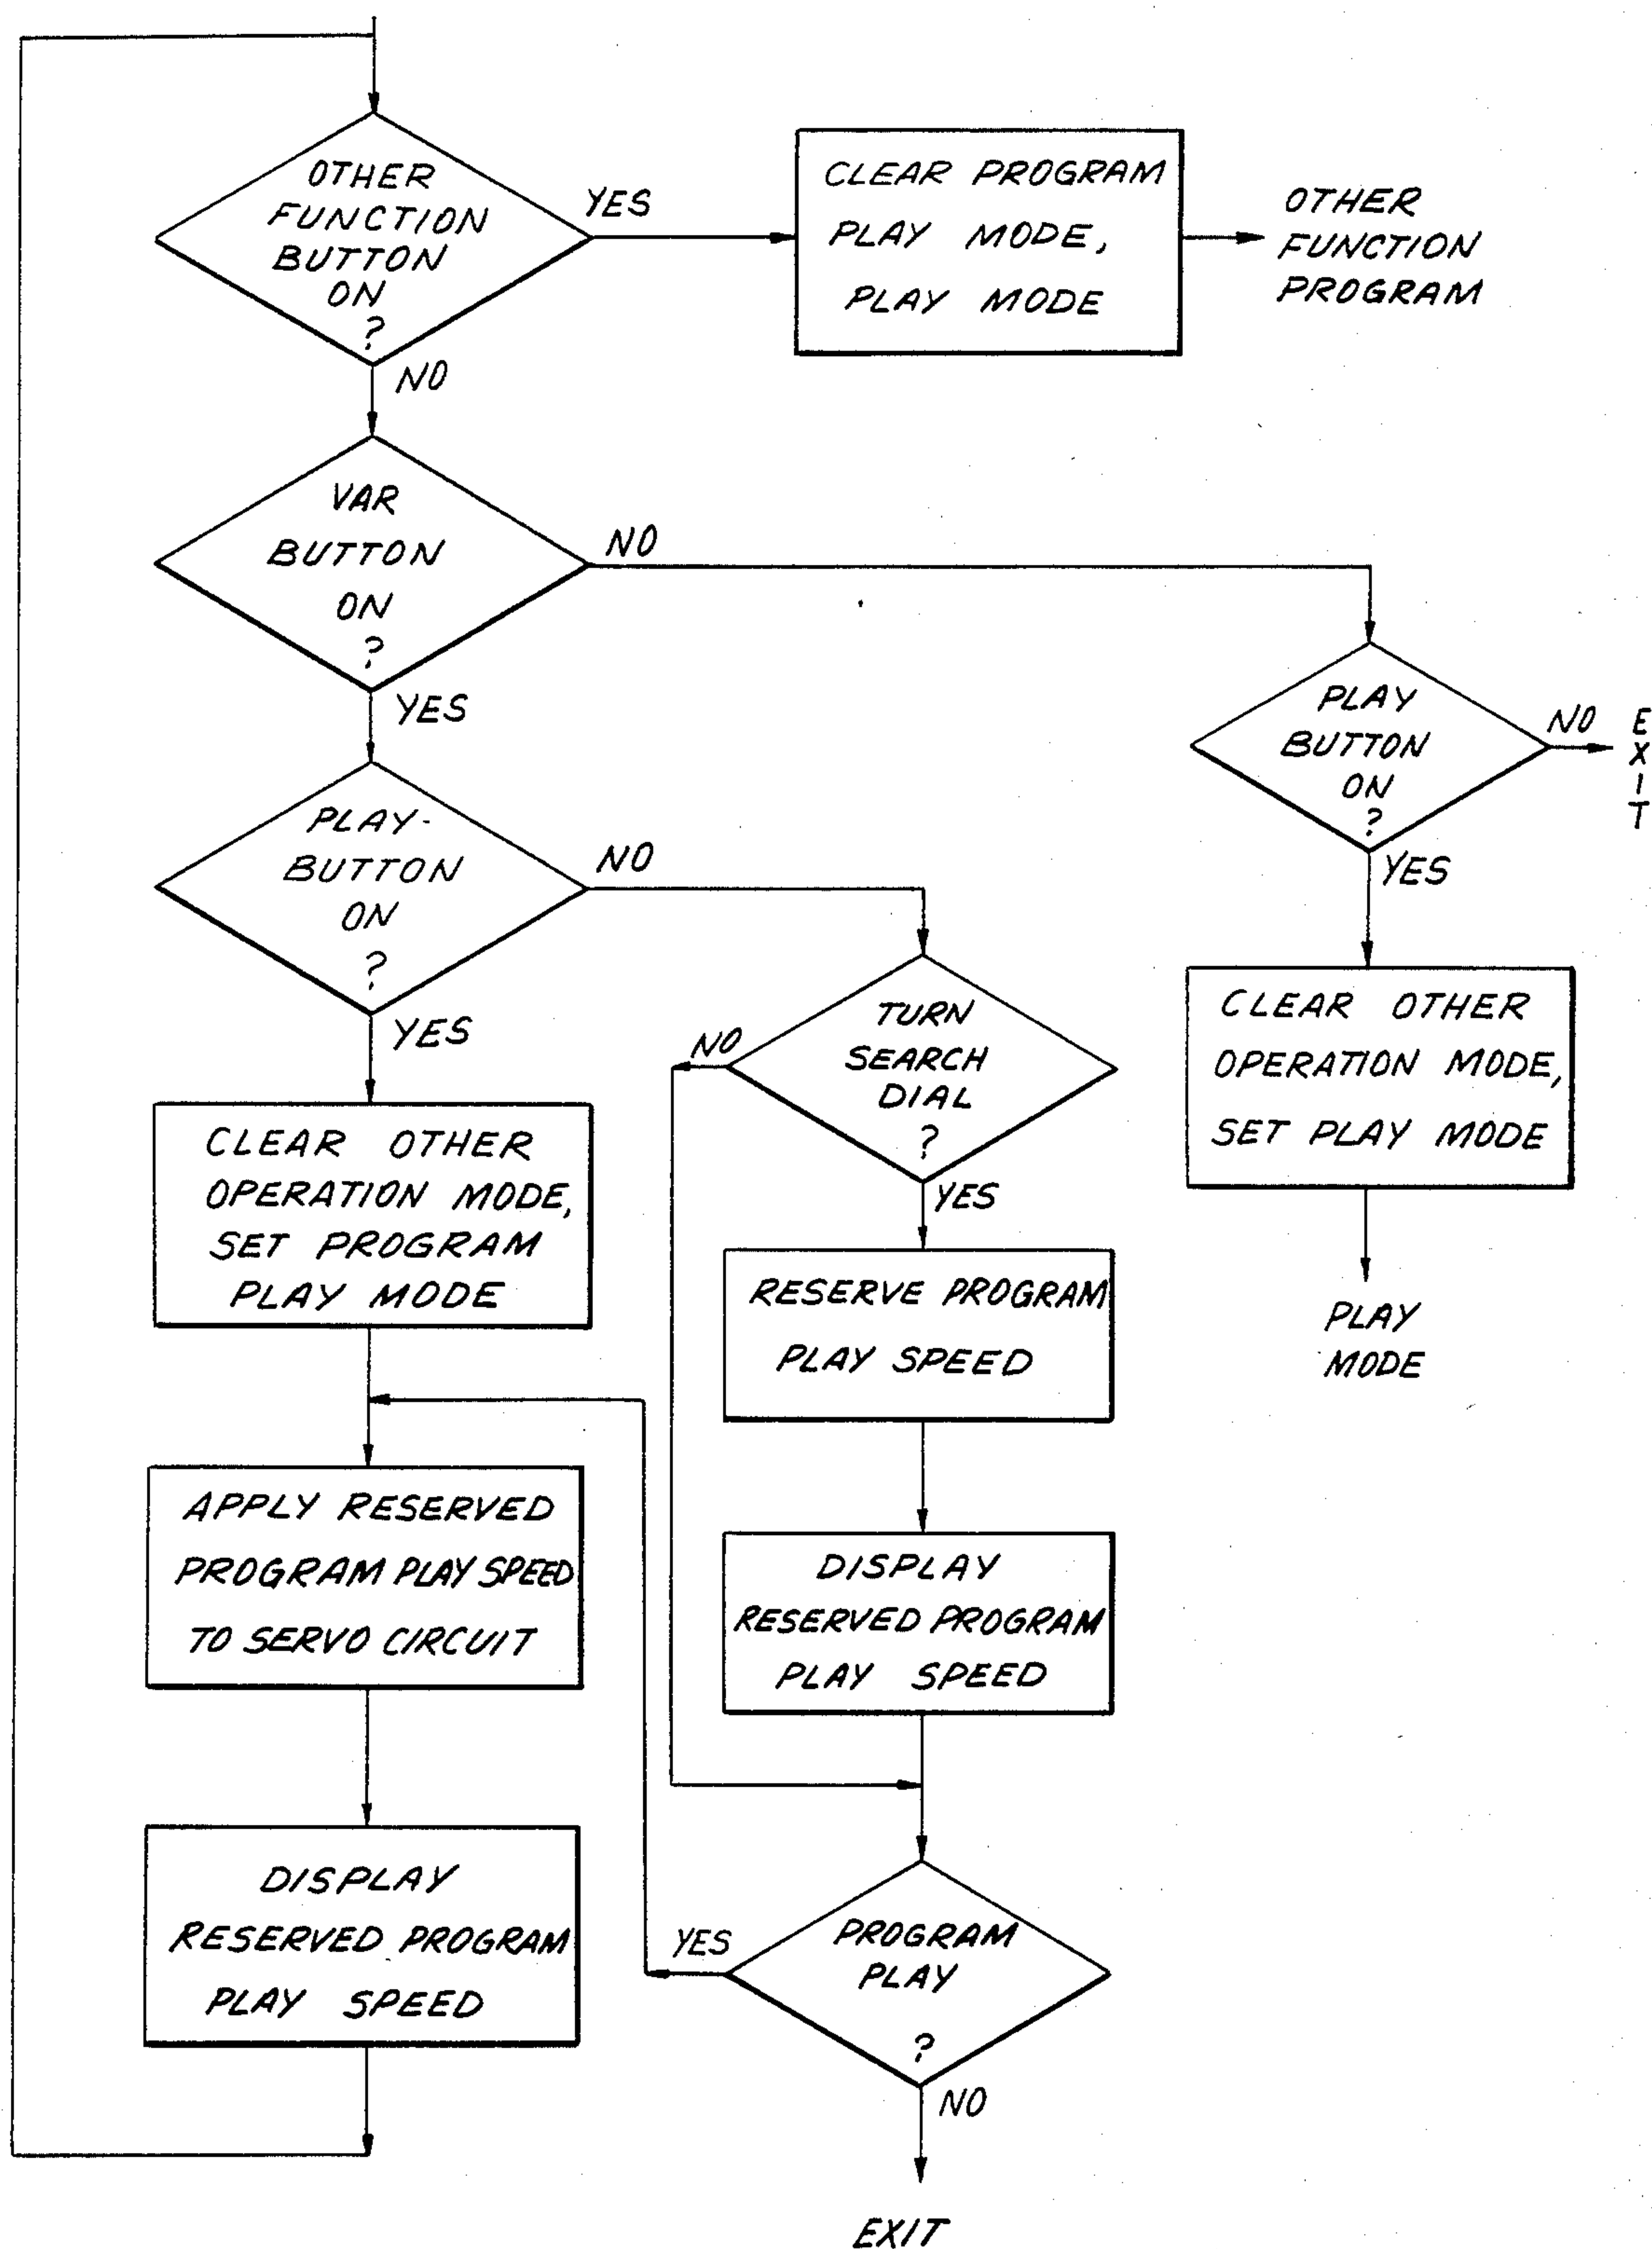 OTHER
FUNCTION
BUTTON
ON
?
YES
NO
CLEAR PROGRAM
PLAY MODE,
PLAY MODE
OTHER
FUNCTION
PROGRAM
VAR
BUTTON
ON
?
NO
YES
PLAY
BUTTON
ON
?
NO
EXIT
YES
CLEAR OTHER
OPERATION MODE,
SET PLAY MODE
PLAY
MODE
PLAY-
BUTTON
ON
?
NO
YES
TURN
SEARCH
DIAL
?
NO
YES
CLEAR OTHER
OPERATION MODE,
SET PROGRAM
PLAY MODE
RESERVE PROGRAM
PLAY SPEED
APPLY RESERVED
PROGRAM PLAY SPEED
TO SERVO CIRCUIT
DISPLAY
RESERVED PROGRAM
PLAY SPEED
DISPLAY
RESERVED PROGRAM
PLAY SPEED
PROGRAM
PLAY
?
YES
NO
EXIT